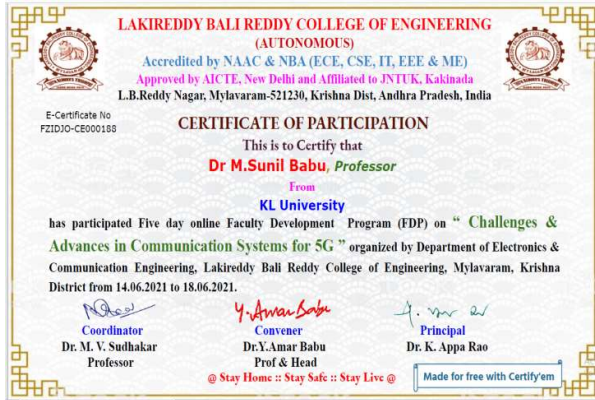 LAKIREDDY BALI REDDY COLLEGE OF ENGINEERING
(AUTONOMOUS)
Accredited by NAAC & NBA (ECE, CSE, IT, EEE & ME)
Approved by AICTE, New Delhi and Affiliated to JNTUK, Kakinada
L.B.Reddy Nagar, Mylavaram-521230, Krishna Dist, Andhra Pradesh, India
E-Certificate No
FZIDJO-CE000188
CERTIFICATE OF PARTICIPATION
This is to Certify that
Dr M.Sunil Babu, Professor
From
KL University
has participated Five day online Faculty Development Program (FDP) on “ Challenges &
Advances in Communication Systems for 5G ” organized by Department of Electronics &
Communication Engineering, Lakireddy Bali Reddy College of Engineering, Mylavaram, Krishna
District from 14.06.2021 to 18.06.2021.
Y. Amar Babu
Coordinator Convener Principal
Dr. M. V. Sudhakar Dr.Y.Amar Babu Dr. K. Appa Rao
Professor Prof & Head
@ Stay Home :: Stay Safe :: Stay Live @
Made for free with Certify'em